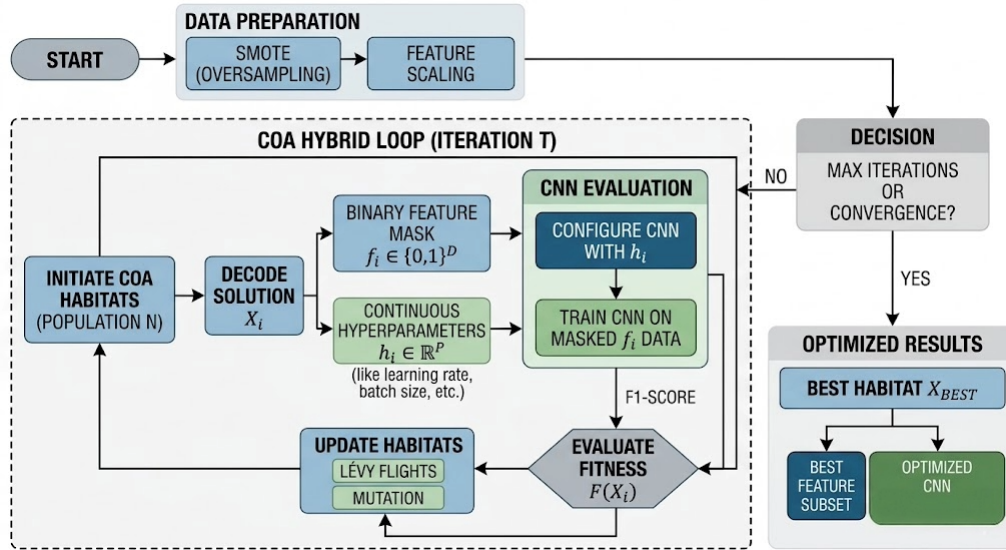 START
DATA PREPARATION
SMOTE
(OVERSAMPLING)
FEATURE
SCALING
COA HYBRID LOOP (ITERATION T)
DECISION
MAX ITERATIONS
OR
CONVERGENCE?
NO
YES
INITIATE COA
HABITATS
(POPULATION N)
DECODE
SOLUTION
X_i
BINARY FEATURE
MASK
f_i ∈ {0,1}^D
CONTINUOUS
HYPERPARAMETERS
h_i ∈ ℝ^P
(like learning rate,
batch size, etc.)
CNN EVALUATION
CONFIGURE CNN
WITH h_i
TRAIN CNN ON
MASKED f_i DATA
F1-SCORE
EVALUATE
FITNESS
F(X_i)
UPDATE HABITATS
LÉVY FLIGHTS
MUTATION
OPTIMIZED RESULTS
BEST HABITAT X_BEST
BEST
FEATURE
SUBSET
OPTIMIZED
CNN